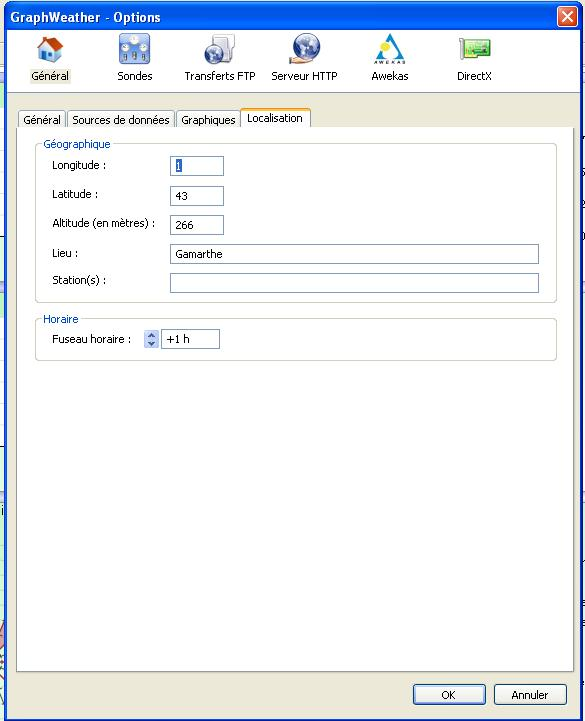 GraphWeather - Options
Général
Sondes
Transferts FTP
Serveur HTTP
AWEKAS
Awekas
DirectX
Général
Sources de données
Graphiques
Localisation
Géographique
Longitude :
1
Latitude :
43
Altitude (en mètres) :
266
Lieu :
Gamarthe
Station(s) :
Horaire
Fuseau horaire :
+1 h
OK
Annuler